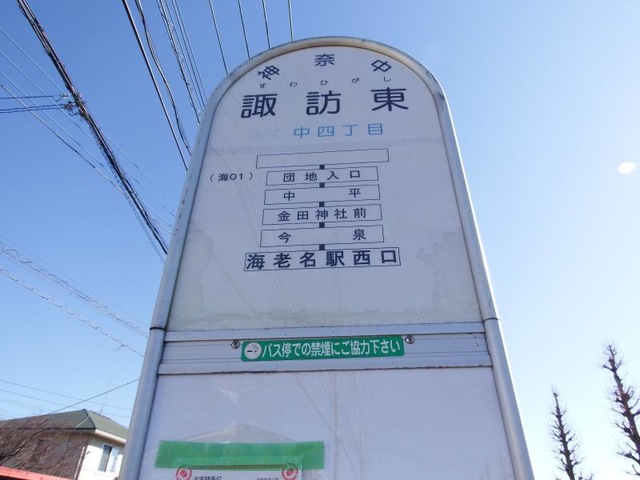 神奈中
すわひがし
諏訪東
中四丁目
(海01)
団地入口
中平
金田神社前
今泉
海老名駅西口
バス停での禁煙にご協力下さい